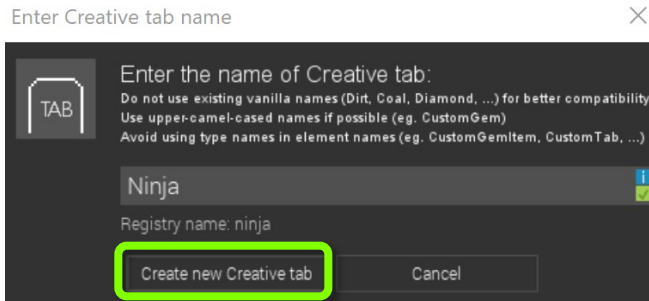 Enter Creative tab name
TAB
Enter the name of Creative tab:
Do not use existing vanilla names (Dirt, Coal, Diamond, ...) for better compatibility
Use upper-camel-cased names if possible (eg. CustomGem)
Avoid using type names in element names (eg. CustomGemItem, CustomTab, ...)
Ninja
Registry name: ninja
Create new Creative tab
Cancel